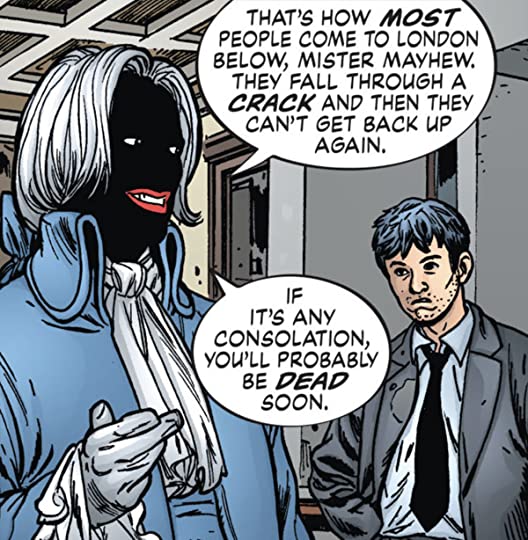 THAT'S HOW MOST
PEOPLE COME TO LONDON
BELOW, MISTER MAYHEW.
THEY FALL THROUGH A
CRACK AND THEN THEY
CAN'T GET BACK UP
AGAIN.
IF
IT'S ANY
CONSOLATION,
YOU'LL PROBABLY
BE DEAD
SOON.